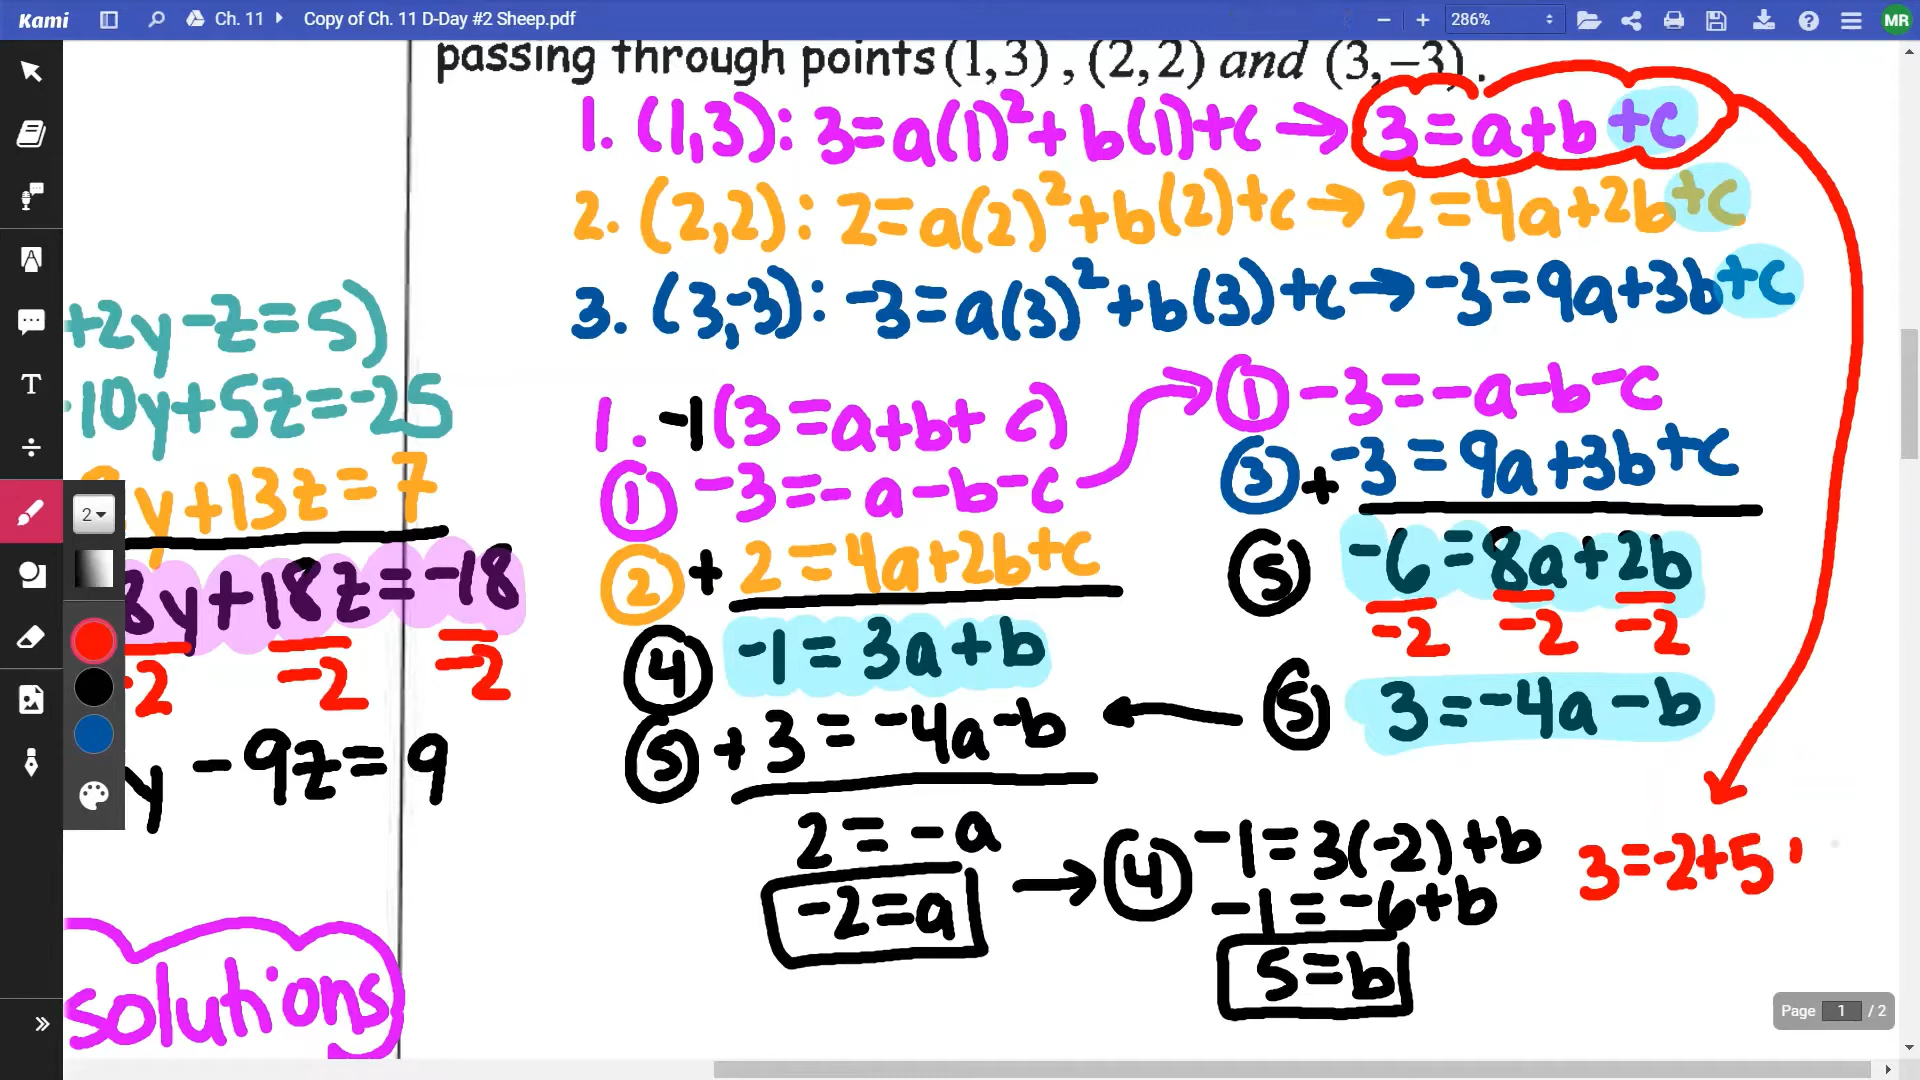 Kami
Ch. 11
Copy of Ch. 11 D-Day #2 Sheep.pdf
286%
MR
passing through points (1,3), (2,2) and (3,−3).
1. (1,3): 3=a(1)²+b(1)+c → 3=a+b+c
2. (2,2): 2=a(2)²+b(2)+c → 2=4a+2b+c
3. (3,-3): -3=a(3)²+b(3)+c → -3=9a+3b+c
+2y-z=5)
10y+5z=-25
y+13z=7
8y+18z=-18
-2 -2 -2
y-9z=9
solutions
1. -1(3=a+b+c)
① -3=-a-b-c
② + 2=4a+2b+c
④ -1=3a+b
⑤ +3=-4a-b
2=-a
-2=a
① -3=-a-b-c
③ + -3=9a+3b+c
⑤ -6=8a+2b
-2 -2 -2
⑤ 3=-4a-b
→ ④ -1=3(-2)+b
-1=-6+b
5=b
3=-2+5
2
T
Page 1 / 2